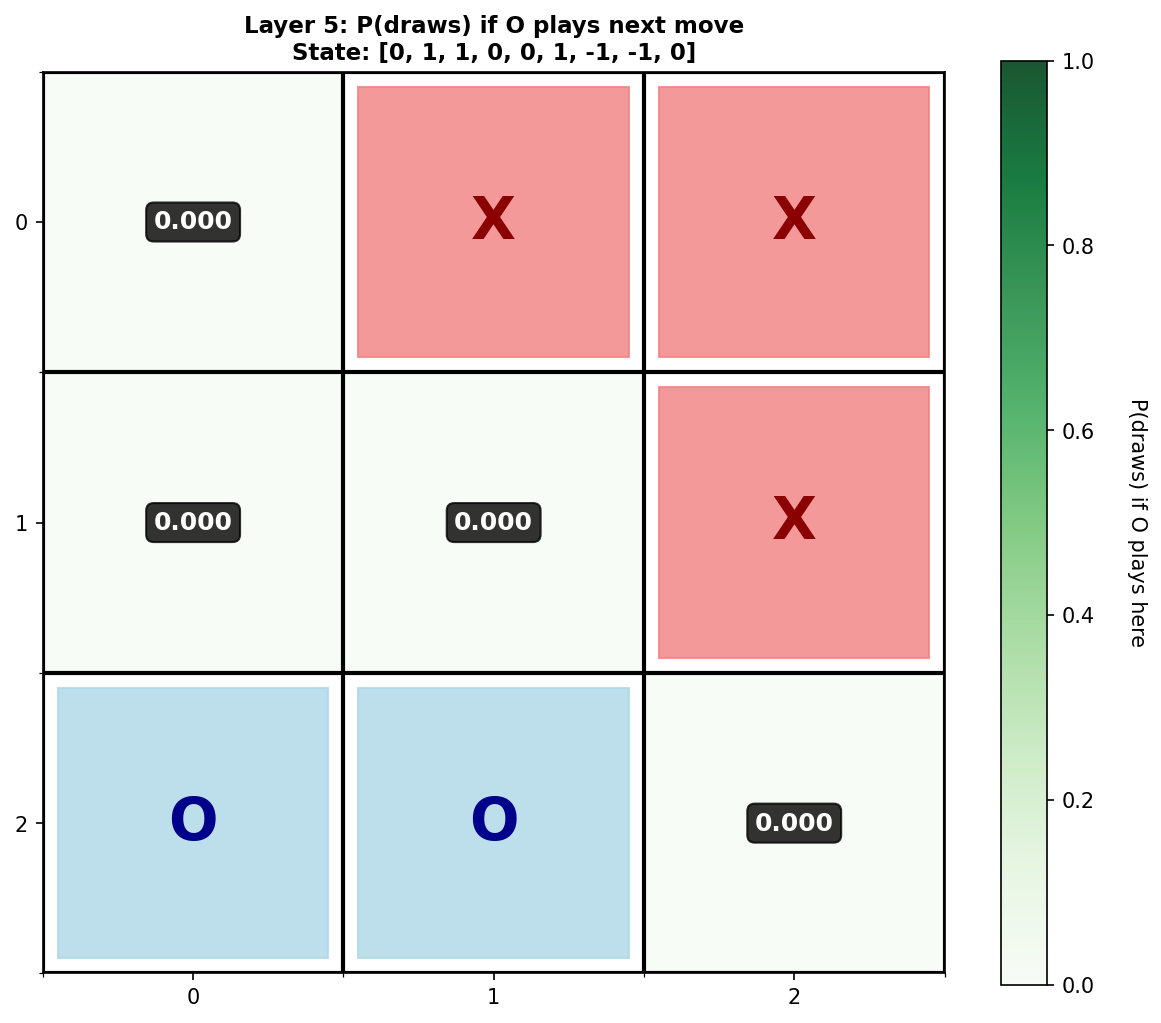 Layer 5: P(draws) if O plays next move
State: [0, 1, 1, 0, 0, 1, -1, -1, 0]
0
0.000
X
X
1
0.000
0.000
X
2
O
O
0.000
0
1
2
1.0
0.8
0.6
0.4
0.2
0.0
P(draws) if O plays here